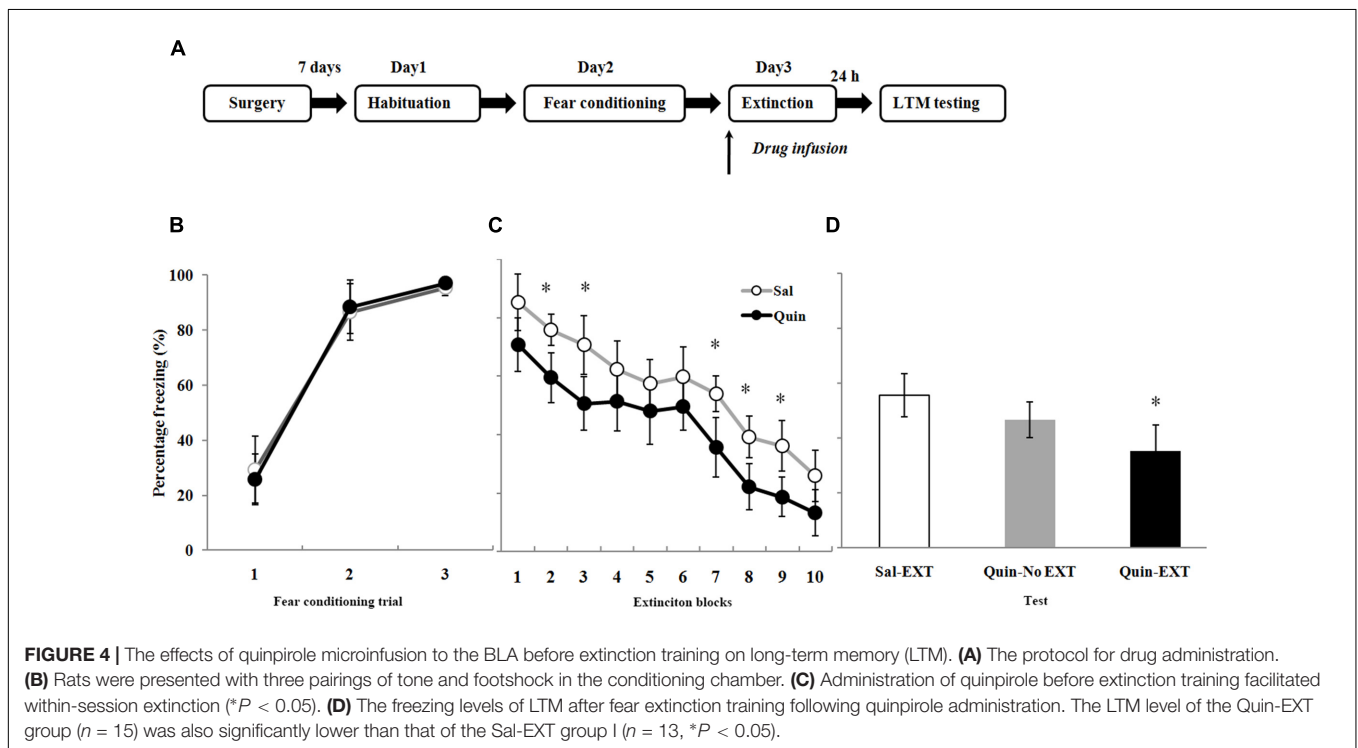 A
7 days
Day1
Day2
Day3
24 h
Surgery
Habituation
Fear conditioning
Extinction
LTM testing
Drug infusion
B
C
D
Percentage freezing (%)
100
80
60
40
20
0
1 2 3
Fear conditioning trial
* * * * *
Sal
Quin
1 2 3 4 5 6 7 8 9 10
Extinciton blocks
*
Sal-EXT Quin-No EXT Quin-EXT
Test
FIGURE 4 | The effects of quinpirole microinfusion to the BLA before extinction training on long-term memory (LTM). (A) The protocol for drug administration.
(B) Rats were presented with three pairings of tone and footshock in the conditioning chamber. (C) Administration of quinpirole before extinction training facilitated
within-session extinction (*P < 0.05). (D) The freezing levels of LTM after fear extinction training following quinpirole administration. The LTM level of the Quin-EXT
group (n = 15) was also significantly lower than that of the Sal-EXT group I (n = 13, *P < 0.05).